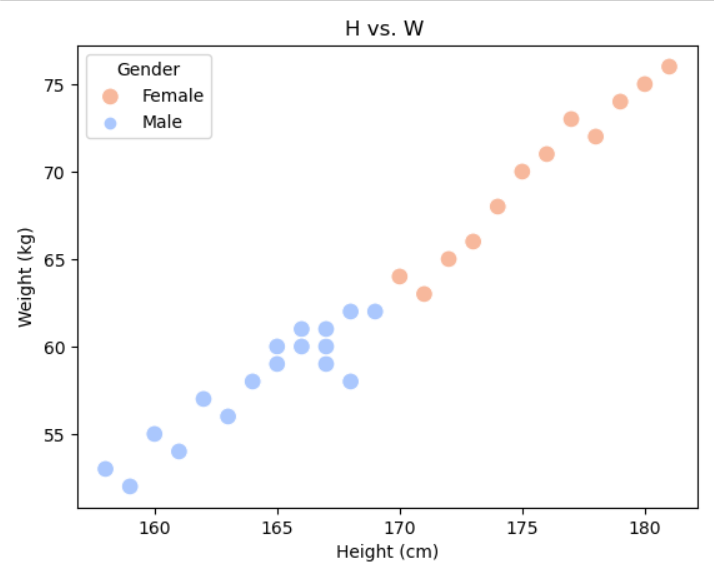 H vs. W
Gender
Female
Male
Weight (kg)
75
70
65
60
55
160 165 170 175 180
Height (cm)